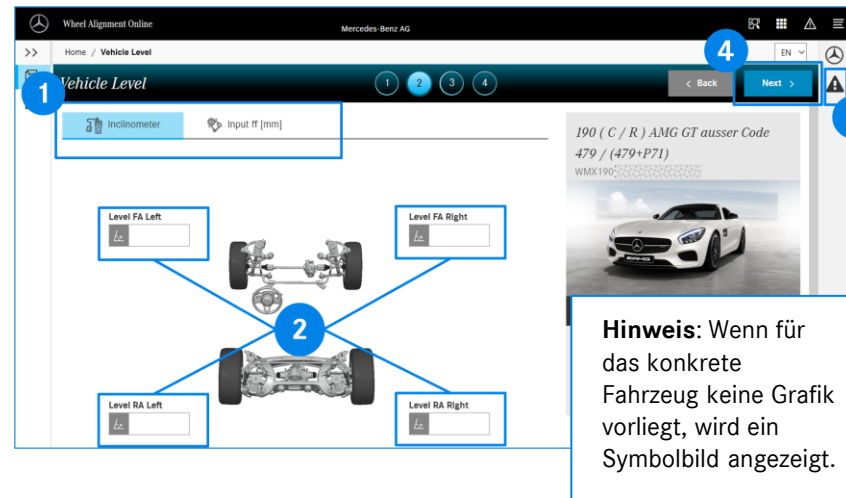 Wheel Alignment Online
Mercedes-Benz AG
>>
Home / Vehicle Level
4
EN
1
Vehicle Level
1 2 3 4
< Back
Next >
Inclinometer
Input ff [mm]
190 ( C / R ) AMG GT ausser Code
479 / (479+P71)
WMX190
Level FA Left
Level FA Right
2
Level RA Left
Level RA Right
Hinweis: Wenn für
das konkrete
Fahrzeug keine Grafik
vorliegt, wird ein
Symbolbild angezeigt.